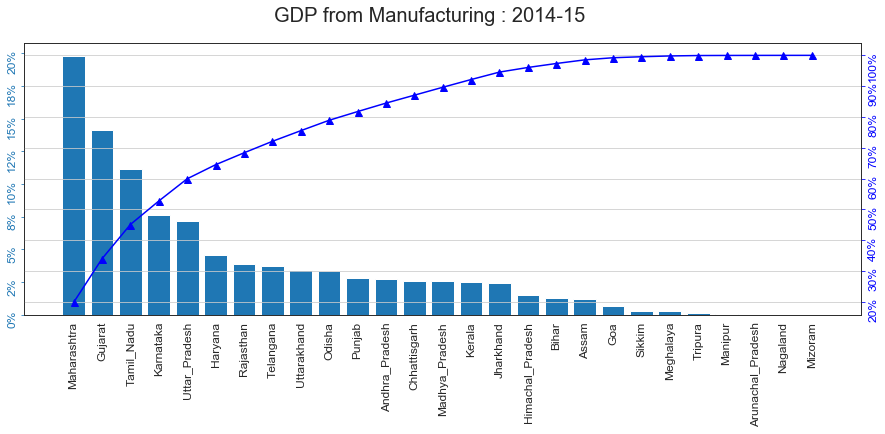 GDP from Manufacturing : 2014-15
20%
18%
15%
12%
10%
8%
5%
2%
0%
100%
90%
80%
70%
60%
50%
40%
30%
20%
Maharashtra
Gujarat
Tamil_Nadu
Karnataka
Uttar_Pradesh
Haryana
Rajasthan
Telangana
Uttarakhand
Odisha
Punjab
Andhra_Pradesh
Chhattisgarh
Madhya_Pradesh
Kerala
Jharkhand
Himachal_Pradesh
Bihar
Assam
Goa
Sikkim
Meghalaya
Tripura
Manipur
Arunachal_Pradesh
Nagaland
Mizoram